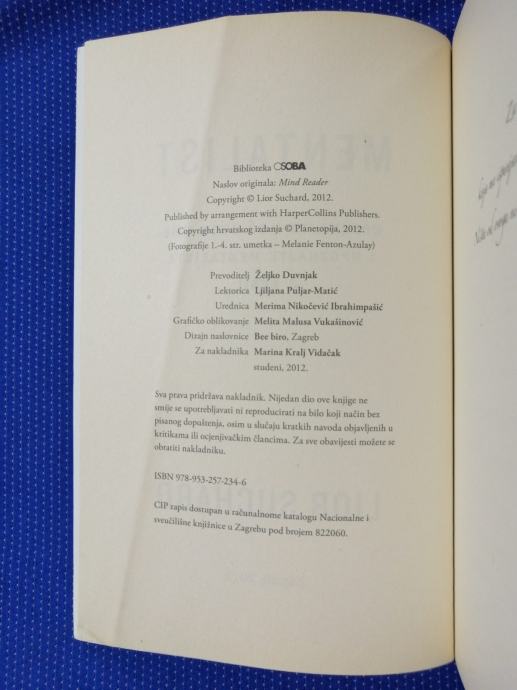 Biblioteka OSOBA
Naslov originala: Mind Reader
Copyright © Lior Suchard, 2012.
Published by arrangement with HarperCollins Publishers.
Copyright hrvatskog izdanja © Planetopija, 2012.
(Fotografije 1.-4. str. umetka – Melanie Fenton-Azulay)
Prevoditelj Željko Duvnjak
Lektorica Ljiljana Puljar-Matić
Urednica Merima Nikočević Ibrahimpašić
Grafičko oblikovanje Melita Malusa Vukašinović
Dizajn naslovnice Bee biro, Zagreb
Za nakladnika Marina Kralj Vidačak
studeni, 2012.
Sva prava pridržava nakladnik. Nijedan dio ove knjige ne
smije se upotrebljavati ni reproducirati na bilo koji način bez
pisanog dopuštenja, osim u slučaju kratkih navoda objavljenih u
kritikama ili ocjenjivačkim člancima. Za sve obavijesti možete se
obratiti nakladniku.
ISBN 978-953-257-234-6
CIP zapis dostupan u računalnome katalogu Nacionalne i
sveučilišne knjižnice u Zagrebu pod brojem 822060.
MENTALIST
LIOR SUCHARD